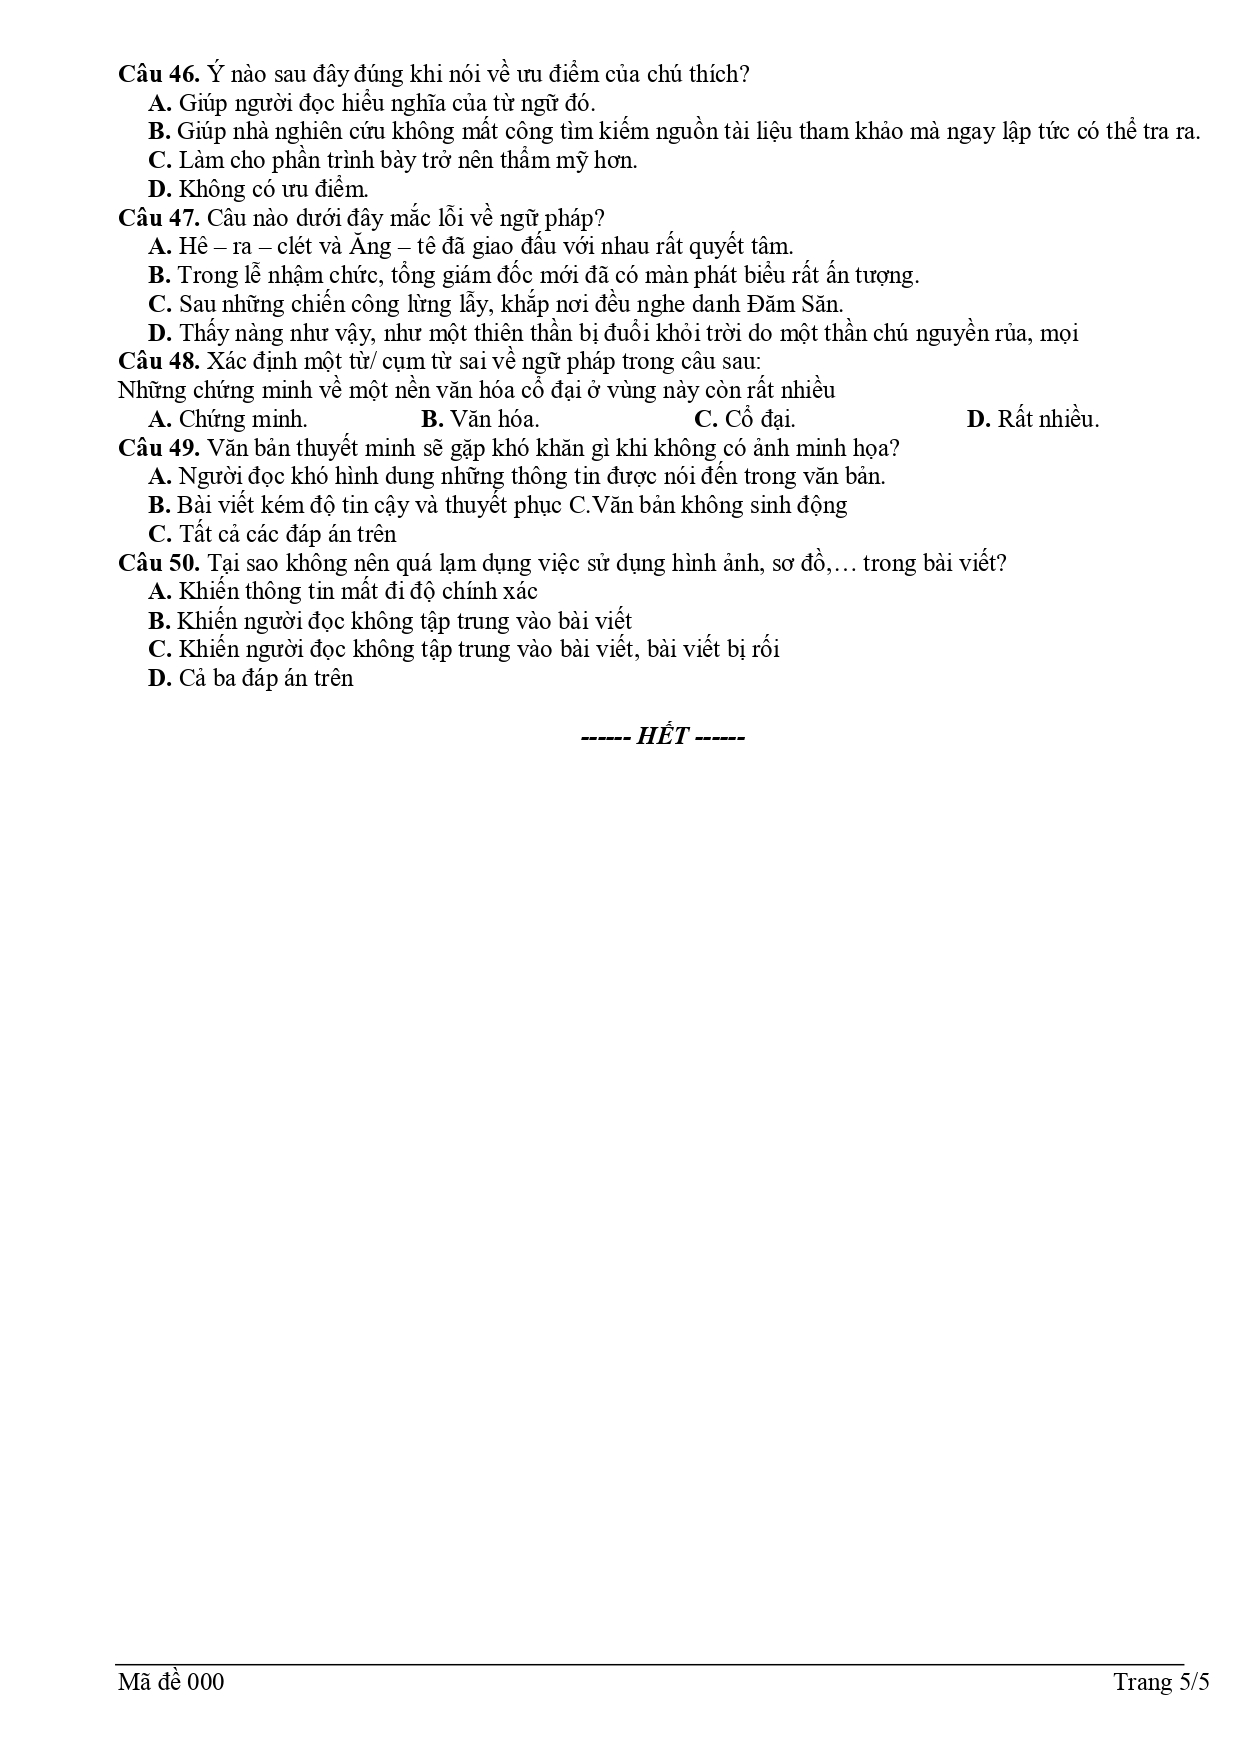 Câu 46. Ý nào sau đây đúng khi nói về ưu điểm của chú thích?
A. Giúp người đọc hiểu nghĩa của từ ngữ đó.
B. Giúp nhà nghiên cứu không mất công tìm kiếm nguồn tài liệu tham khảo mà ngay lập tức có thể tra ra.
C. Làm cho phần trình bày trở nên thẩm mỹ hơn.
D. Không có ưu điểm.
Câu 47. Câu nào dưới đây mắc lỗi về ngữ pháp?
A. Hê – ra – clét và Ăng – tê đã giao đấu với nhau rất quyết tâm.
B. Trong lễ nhậm chức, tổng giám đốc mới đã có màn phát biểu rất ấn tượng.
C. Sau những chiến công lừng lẫy, khắp nơi đều nghe danh Đăm Săn.
D. Thấy nàng như vậy, như một thiên thần bị đuổi khỏi trời do một thần chú nguyền rủa, mọi
Câu 48. Xác định một từ/ cụm từ sai về ngữ pháp trong câu sau:
Những chứng minh về một nền văn hóa cổ đại ở vùng này còn rất nhiều
A. Chứng minh. B. Văn hóa. C. Cổ đại. D. Rất nhiều.
Câu 49. Văn bản thuyết minh sẽ gặp khó khăn gì khi không có ảnh minh họa?
A. Người đọc khó hình dung những thông tin được nói đến trong văn bản.
B. Bài viết kém độ tin cậy và thuyết phục C.Văn bản không sinh động
C. Tất cả các đáp án trên
Câu 50. Tại sao không nên quá lạm dụng việc sử dụng hình ảnh, sơ đồ,… trong bài viết?
A. Khiến thông tin mất đi độ chính xác
B. Khiến người đọc không tập trung vào bài viết
C. Khiến người đọc không tập trung vào bài viết, bài viết bị rối
D. Cả ba đáp án trên
------ HẾT ------
Mã đề 000 Trang 5/5